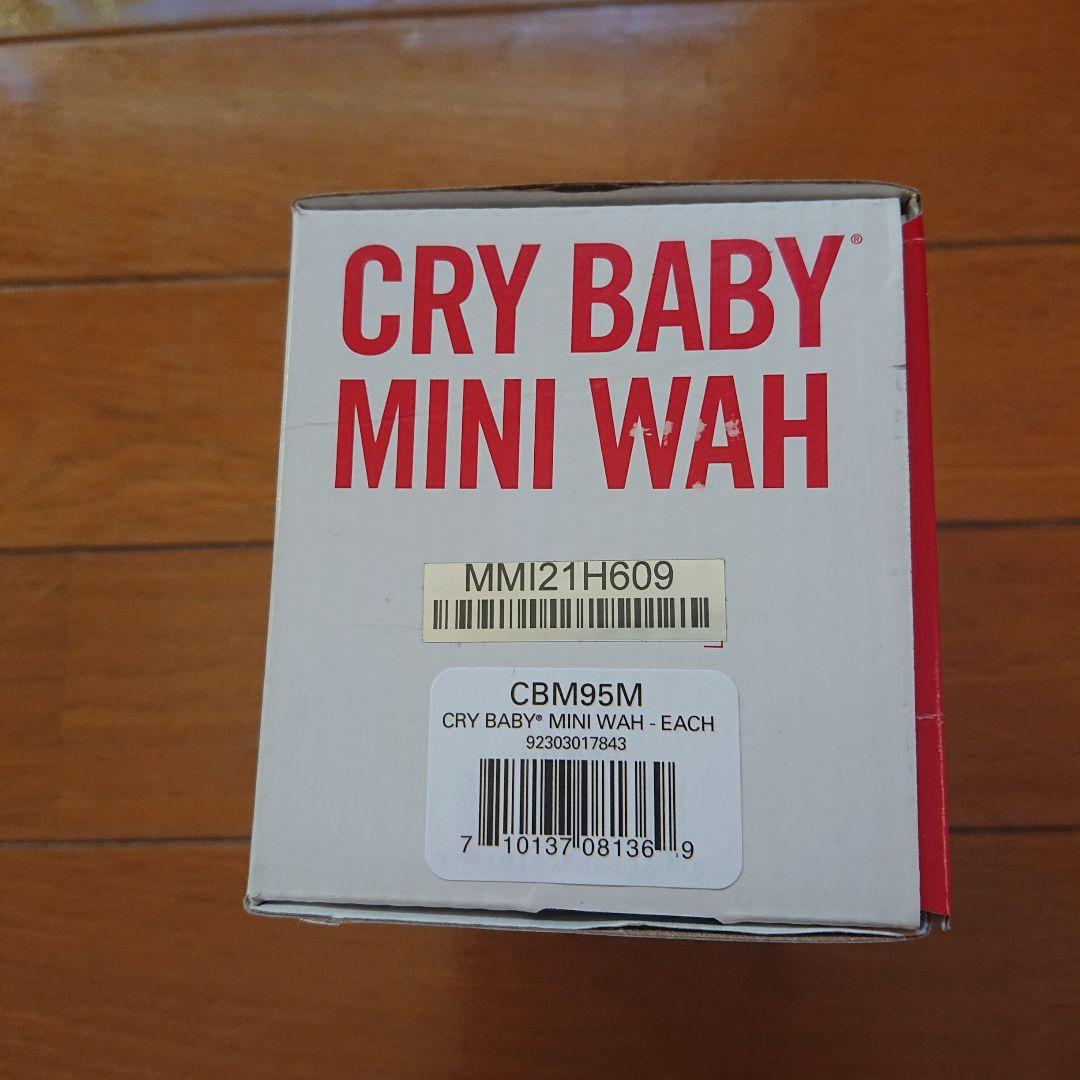 CRY BABY®
MINI WAH
MMI21H609
CBM95M
CRY BABY® MINI WAH - EACH
92303017843
7 10137 08136 9